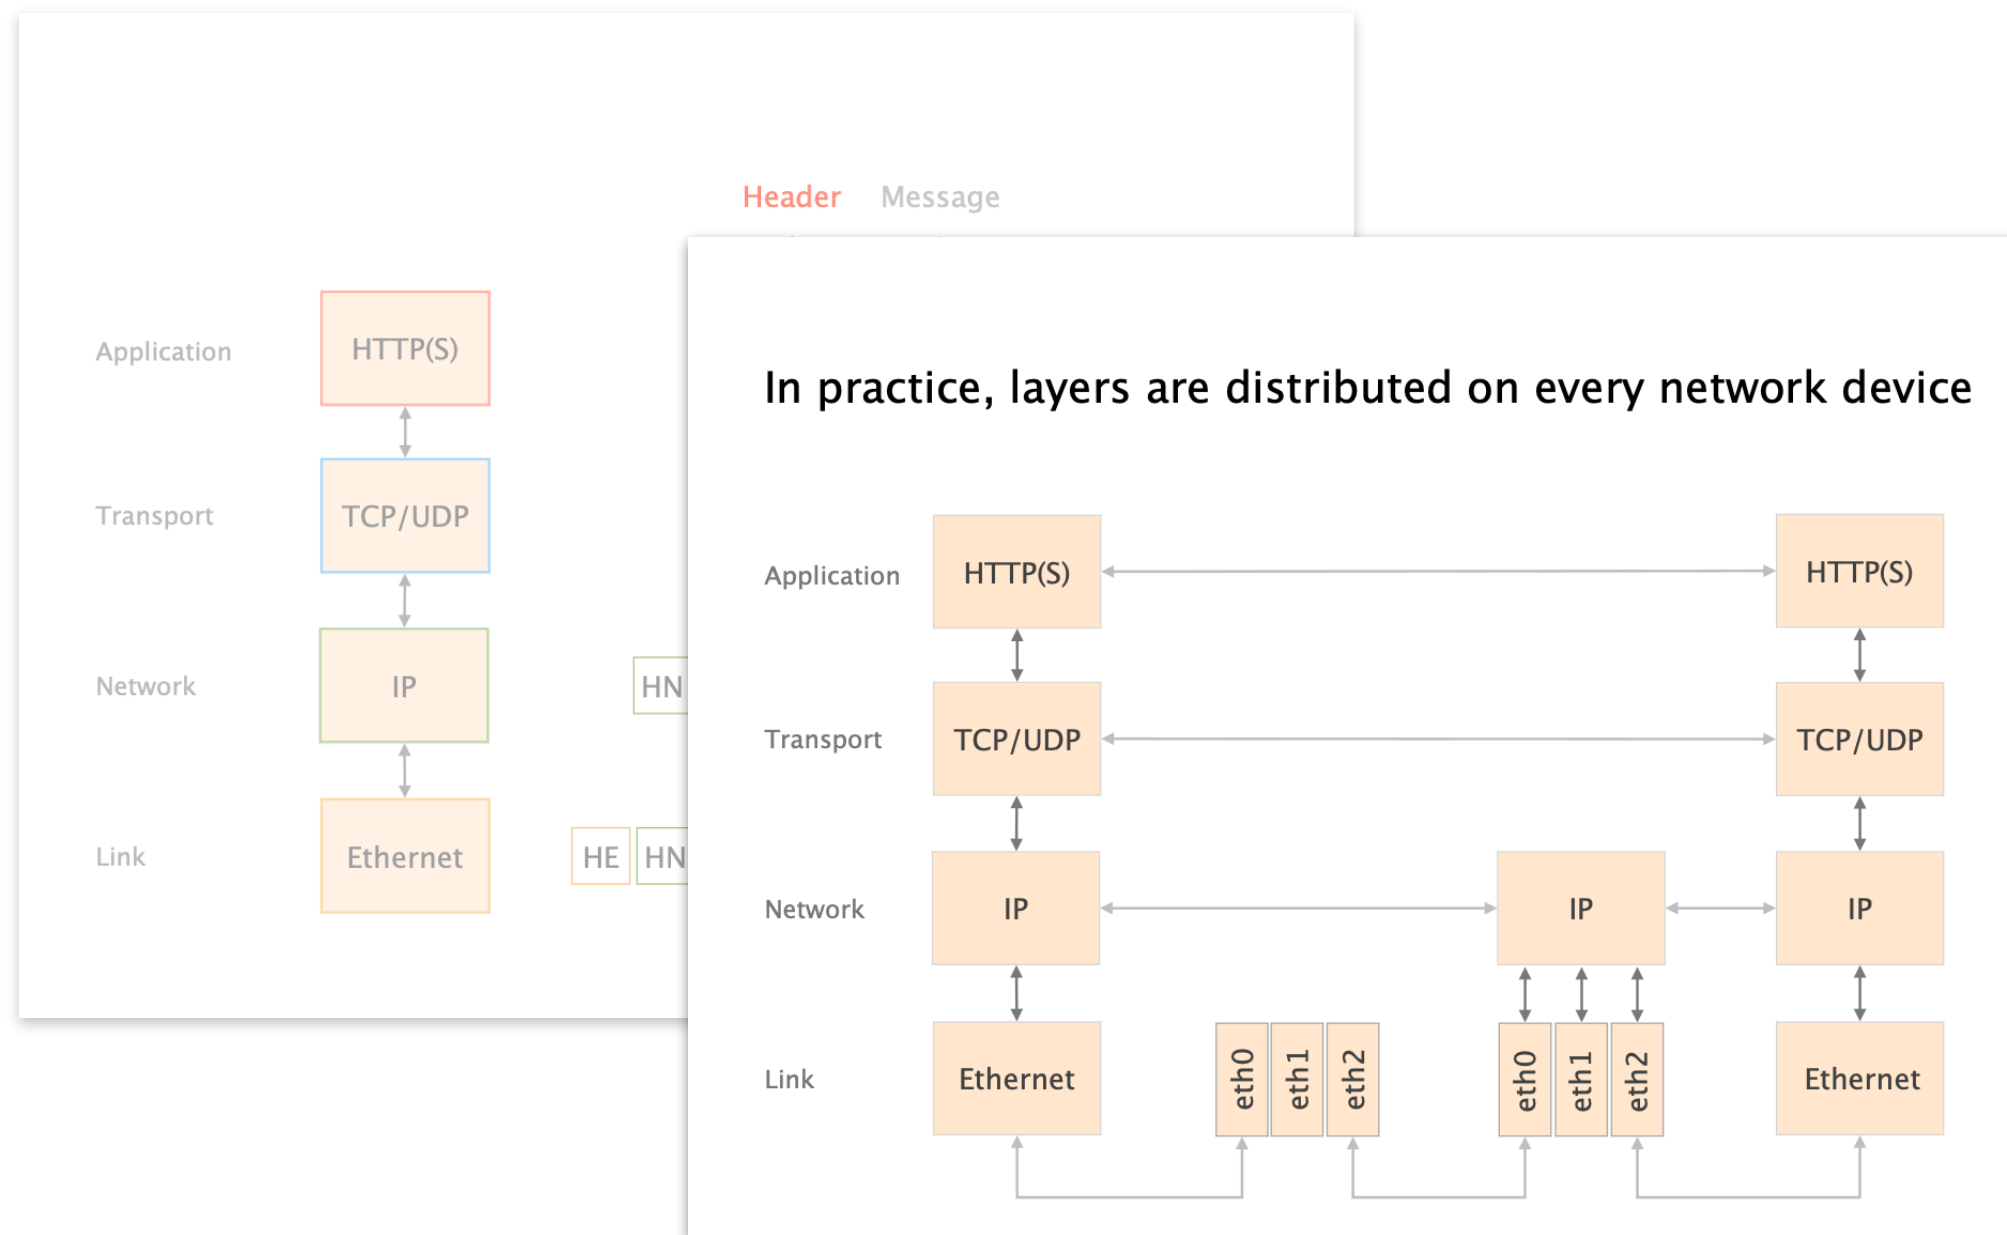 Header Message
Application HTTP(S)
Transport TCP/UDP
Network IP HN
Link Ethernet HE HN
In practice, layers are distributed on every network device
Application HTTP(S) HTTP(S)
Transport TCP/UDP TCP/UDP
Network IP IP IP
Link Ethernet eth0 eth1 eth2 eth0 eth1 eth2 Ethernet